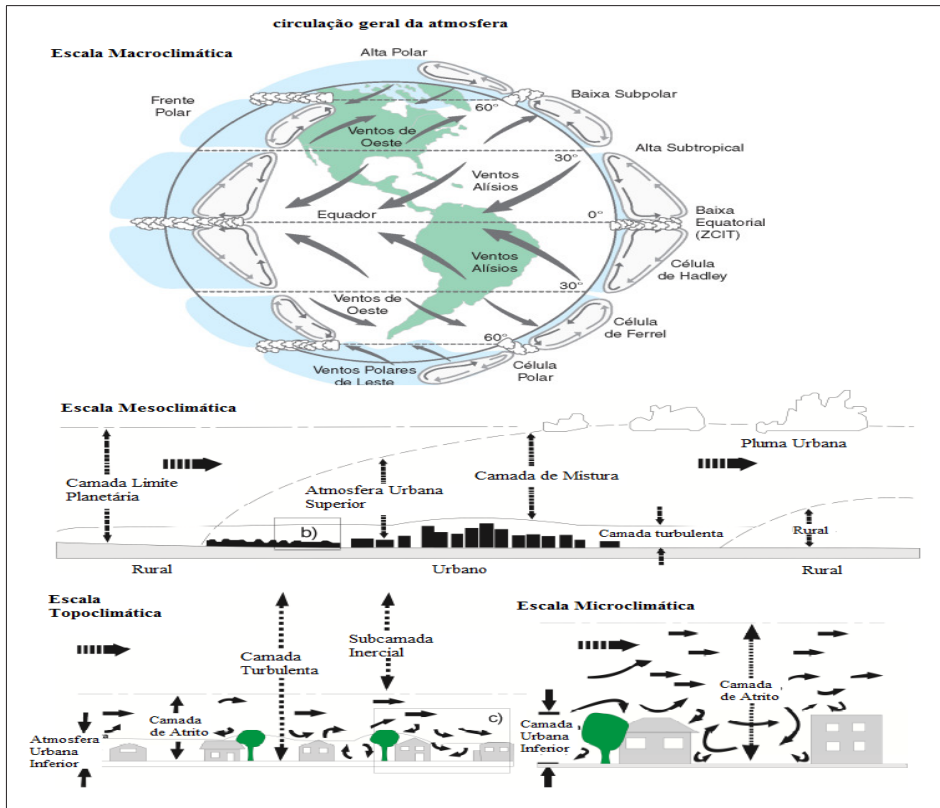 circulação geral da atmosfera
Escala Macroclimática
Alta Polar
Frente
Polar
60°
Baixa Subpolar
Ventos de
Oeste
Alta Subtropical
30°
Ventos
Alísios
Equador
0°
Baixa
Equatorial
(ZCIT)
Ventos
Alísios
Célula
de Hadley
30°
Ventos de
Oeste
Célula
de Ferrel
60°
Ventos Polares
de Leste
Célula
Polar
Escala Mesoclimática
Pluma Urbana
Camada Limite
Planetária
Atmosfera Urbana
Superior
Camada de Mistura
b)
Camada turbulenta
Rural
Rural
Urbano
Rural
Escala
Topoclimática
Camada
Turbulenta
Subcamada
Inercial
Camada
de Atrito
Atmosfera
Urbana
Inferior
c)
Escala Microclimática
Camada
de Atrito
Camada
Urbana
Inferior